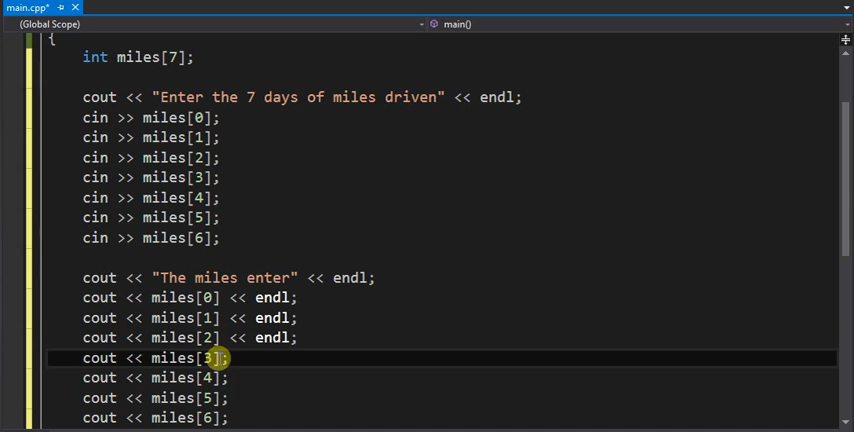 main.cpp*
(Global Scope) main()
{
int miles[7];
cout << "Enter the 7 days of miles driven" << endl;
cin >> miles[0];
cin >> miles[1];
cin >> miles[2];
cin >> miles[3];
cin >> miles[4];
cin >> miles[5];
cin >> miles[6];
cout << "The miles enter" << endl;
cout << miles[0] << endl;
cout << miles[1] << endl;
cout << miles[2] << endl;
cout << miles[3];
cout << miles[4];
cout << miles[5];
cout << miles[6];